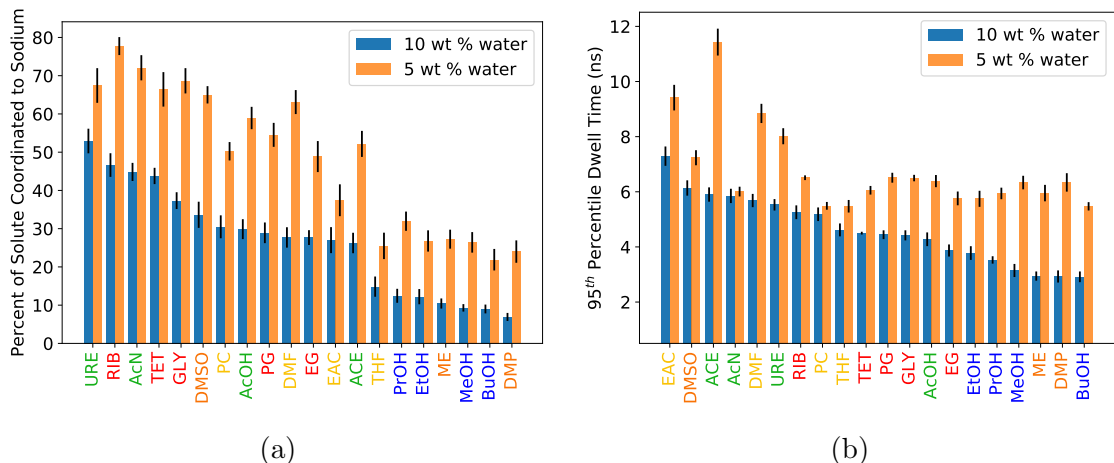 Percent of Solute Coordinated to Sodium
80
70
60
50
40
30
20
10
0
10 wt % water
5 wt % water
URE RIB AcN TET GLY DMSO PC AcOH PG DMF EG EAC ACE THF PrOH EtOH ME MeOH BuOH DMP
(a)
95th Percentile Dwell Time (ns)
12
10
8
6
4
2
10 wt % water
5 wt % water
EAC DMSO ACE AcN DMF URE RIB PC THF TET PG GLY AcOH EG EtOH PrOH MeOH ME DMP BuOH
(b)